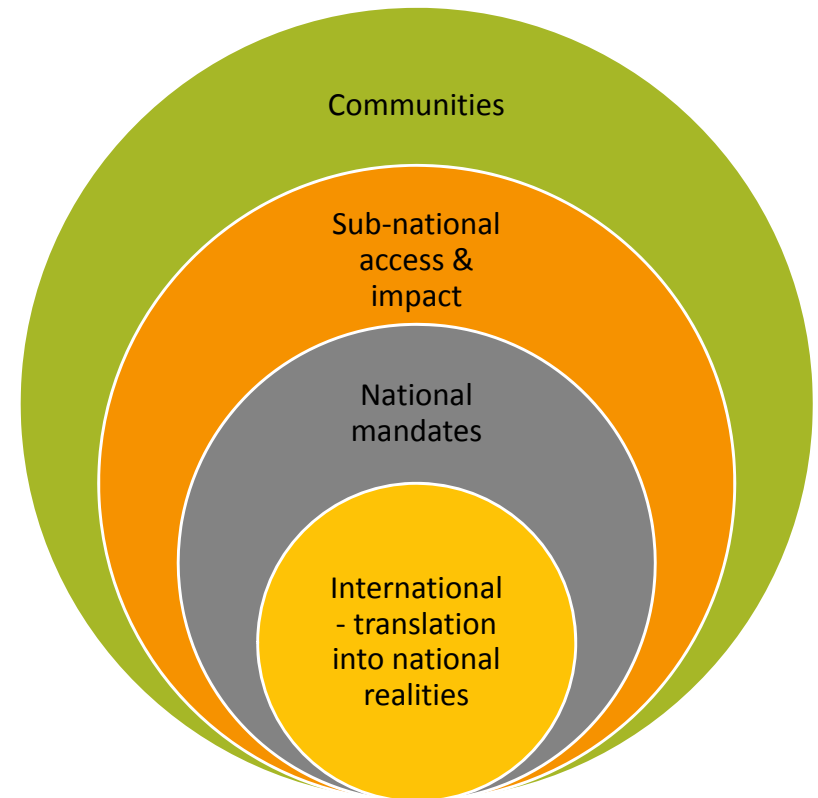 Communities
Sub-national
access &
impact
National
mandates
International
- translation
into national
realities